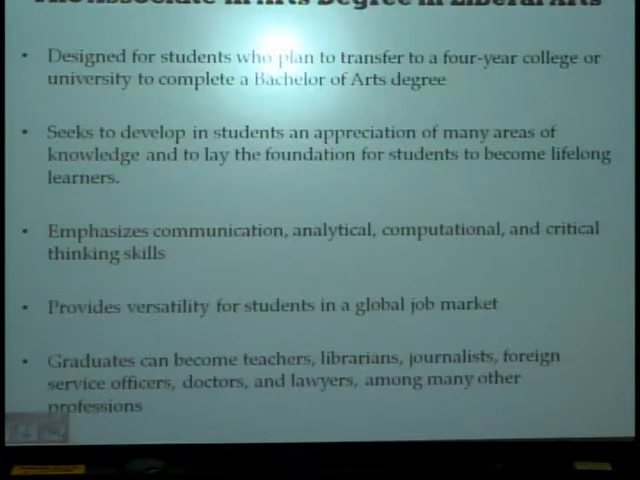 Associate in Arts Degree in Liberal Arts
• Designed for students who plan to transfer to a four-year college or
university to complete a Bachelor of Arts degree
• Seeks to develop in students an appreciation of many areas of
knowledge and to lay the foundation for students to become lifelong
learners.
• Emphasizes communication, analytical, computational, and critical
thinking skills
• Provides versatility for students in a global job market
• Graduates can become teachers, librarians, journalists, foreign
service officers, doctors, and lawyers, among many other
professions